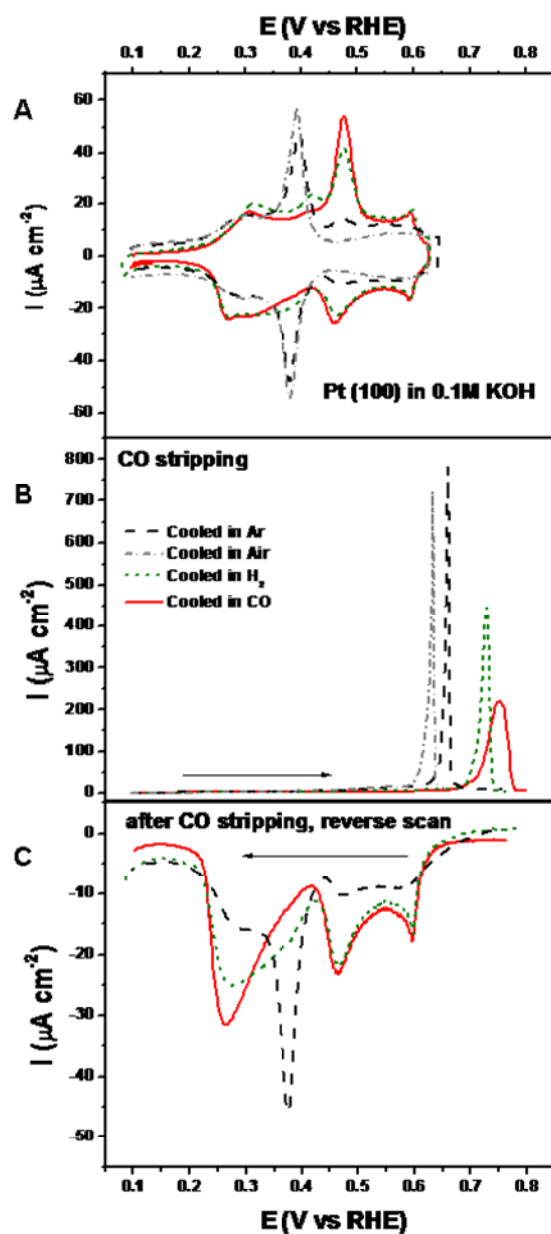 E (V vs RHE)
0.1 0.2 0.3 0.4 0.5 0.6 0.7 0.8
A
60
40
20
0
-20
-40
-60
I (μA cm⁻²)
Pt (100) in 0.1M KOH
B
CO stripping
800
700
600
500
400
300
200
100
0
I (μA cm⁻²)
Cooled in Ar
Cooled in Air
Cooled in H₂
Cooled in CO
C
after CO stripping, reverse scan
0
-10
-20
-30
-40
-50
I (μA cm⁻²)
0.1 0.2 0.3 0.4 0.5 0.6 0.7 0.8
E (V vs RHE)